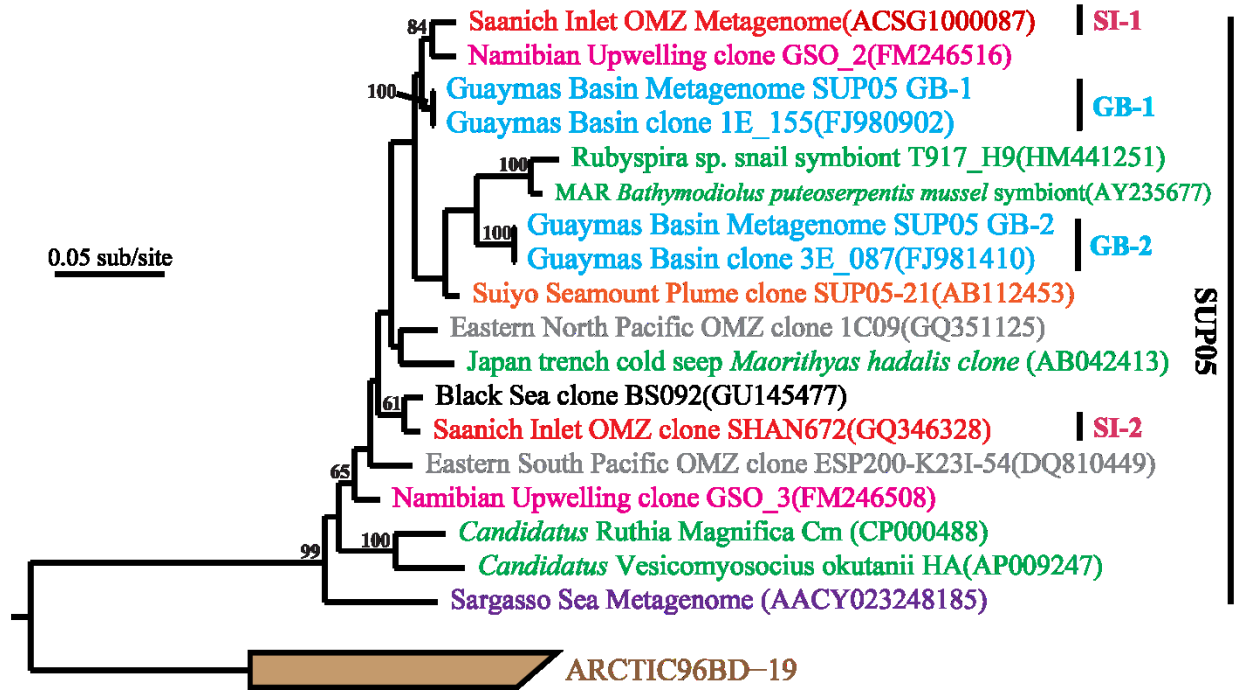 84
Saanich Inlet OMZ Metagenome(ACSG1000087)
SI-1
Namibian Upwelling clone GSO_2(FM246516)
100
Guaymas Basin Metagenome SUP05 GB-1
GB-1
Guaymas Basin clone 1E_155(FJ980902)
100
Rubyspira sp. snail symbiont T917_H9(HM441251)
MAR Bathymodiolus puteoserpentis mussel symbiont(AY235677)
100
Guaymas Basin Metagenome SUP05 GB-2
GB-2
0.05 sub/site
Guaymas Basin clone 3E_087(FJ981410)
Suiyo Seamount Plume clone SUP05-21(AB112453)
SUP05
Eastern North Pacific OMZ clone 1C09(GQ351125)
Japan trench cold seep Maorithyas hadalis clone (AB042413)
61
Black Sea clone BS092(GU145477)
Saanich Inlet OMZ clone SHAN672(GQ346328)
SI-2
65
Eastern South Pacific OMZ clone ESP200-K23I-54(DQ810449)
Namibian Upwelling clone GSO_3(FM246508)
99
100
Candidatus Ruthia Magnifica Cm (CP000488)
Candidatus Vesicomyosocius okutanii HA(AP009247)
Sargasso Sea Metagenome (AACY023248185)
ARCTIC96BD−19